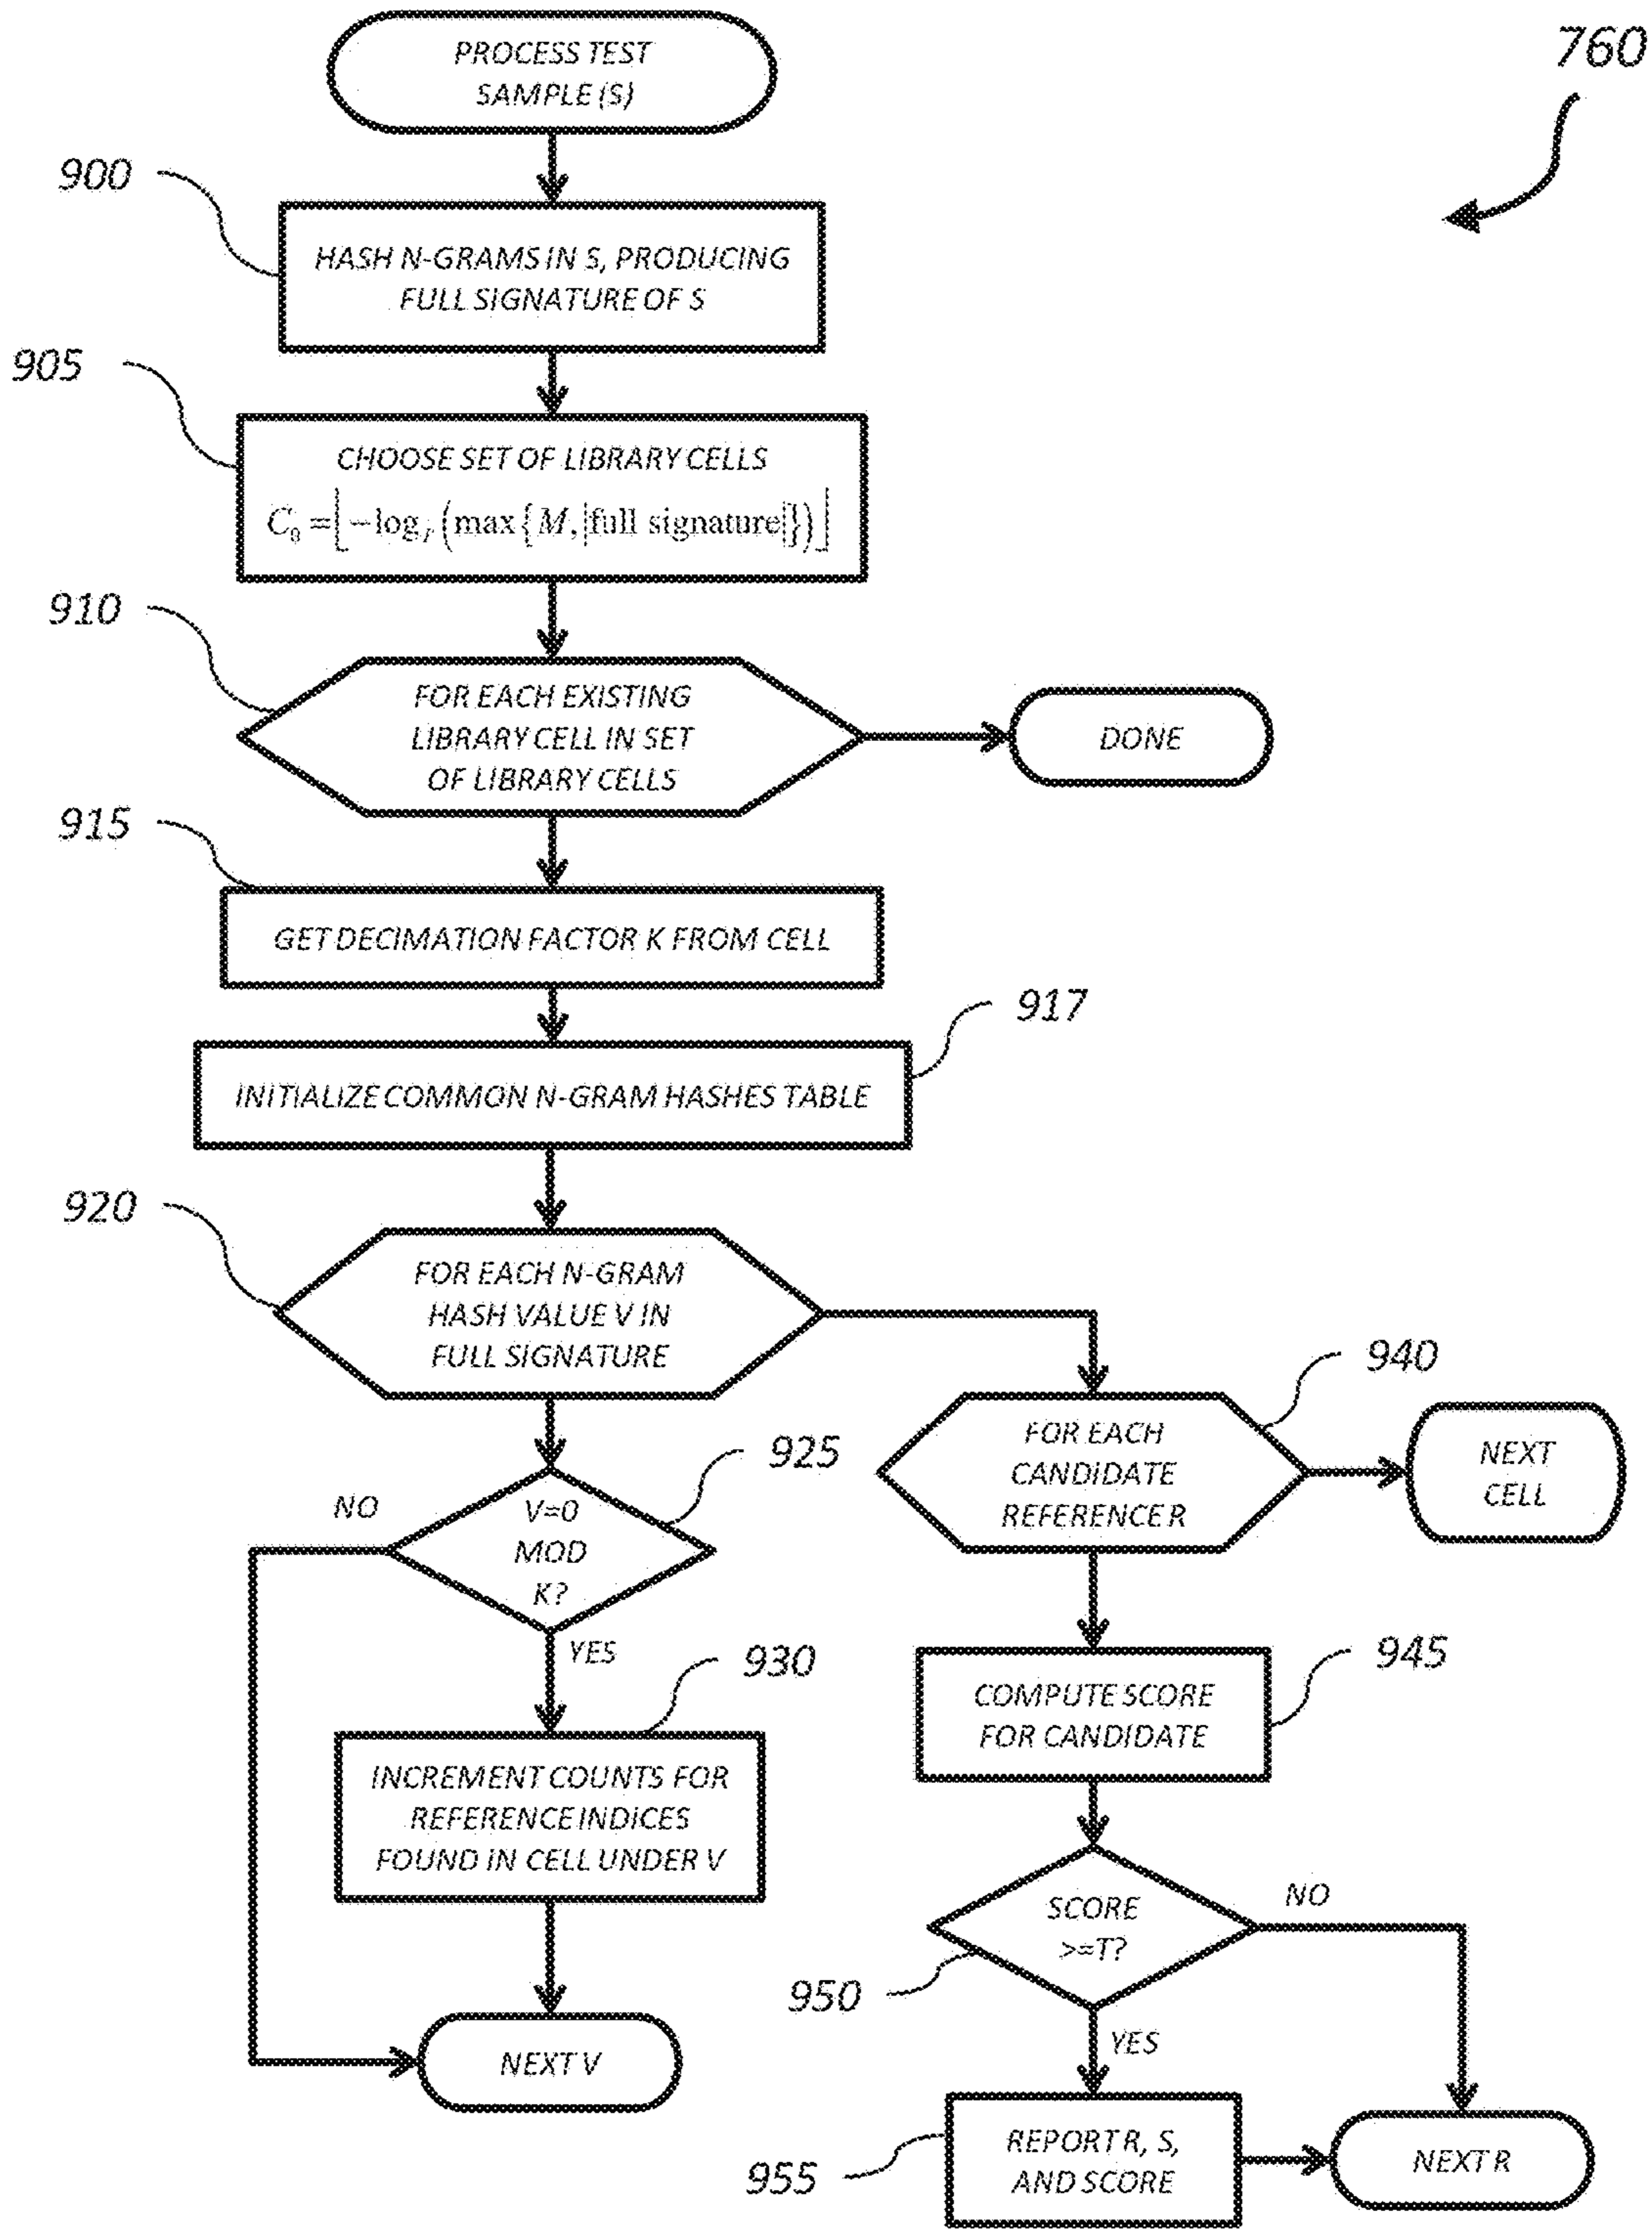 760
PROCESS TEST
SAMPLE (S)
900
HASH N-GRAMS IN S, PRODUCING
FULL SIGNATURE OF S
905
CHOOSE SET OF LIBRARY CELLS
C₀ = ⌊−logᵣ(max{M,|full signature|})⌋
910
FOR EACH EXISTING
LIBRARY CELL IN SET
OF LIBRARY CELLS
DONE
915
GET DECIMATION FACTOR K FROM CELL
917
INITIALIZE COMMON N-GRAM HASHES TABLE
920
FOR EACH N-GRAM
HASH VALUE V IN
FULL SIGNATURE
925
NO
V=0
MOD
K?
YES
930
INCREMENT COUNTS FOR
REFERENCE INDICES
FOUND IN CELL UNDER V
NEXT V
940
FOR EACH
CANDIDATE
REFERENCE R
NEXT
CELL
945
COMPUTE SCORE
FOR CANDIDATE
950
SCORE
>=T?
NO
YES
955
REPORT R, S,
AND SCORE
NEXT R